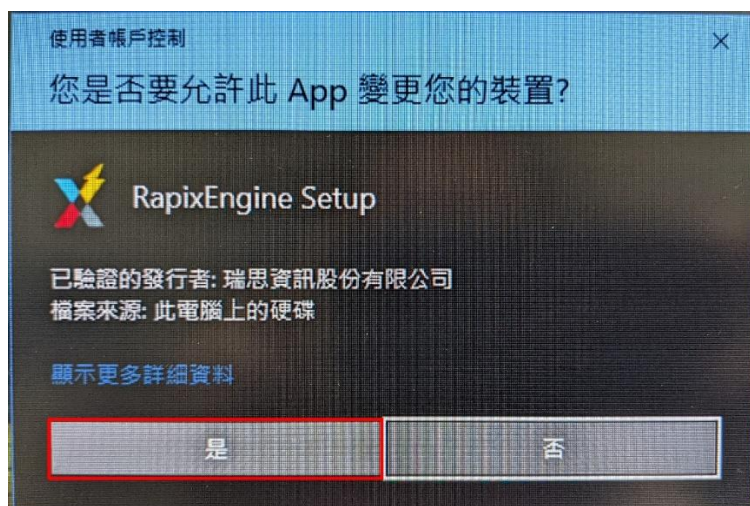 使用者帳戶控制
您是否要允許此 App 變更您的裝置?
RapixEngine Setup
已驗證的發行者: 瑞思資訊股份有限公司
檔案來源: 此電腦上的硬碟
顯示更多詳細資料
是
否